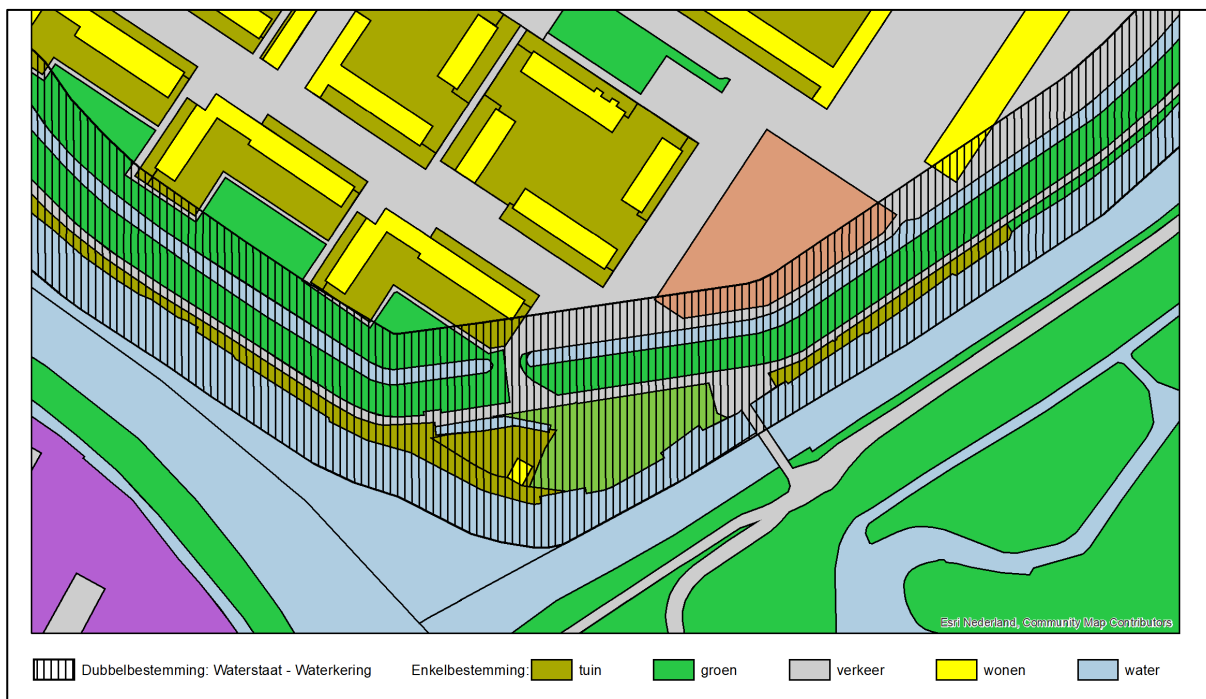 Esri Nederland, Community Map Contributors
Dubbelbestemming: Waterstaat - Waterkering Enkelbestemming: tuin groen verkeer wonen water